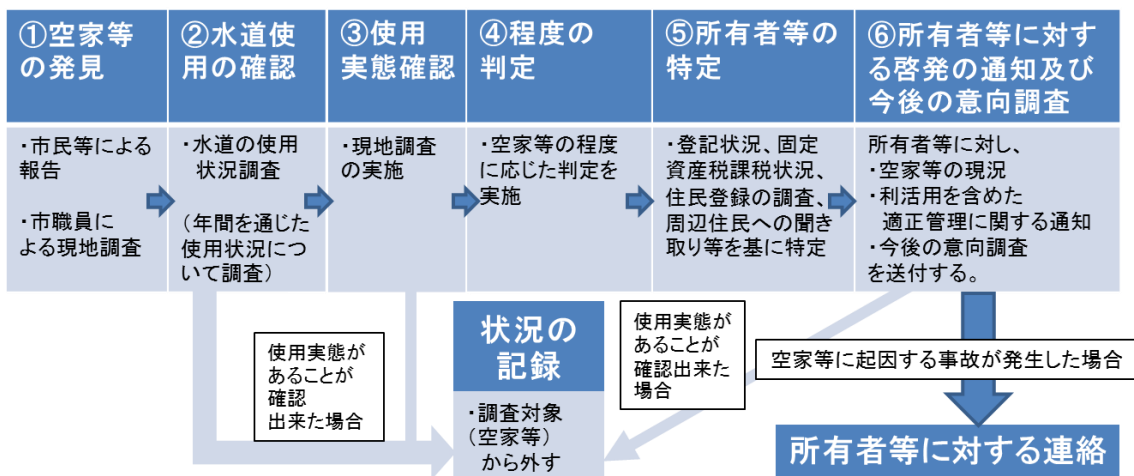 ①空家等
の発見
②水道使
用の確認
③使用
実態確認
④程度の
判定
⑤所有者等の
特定
⑥所有者等に対す
る啓発の通知及び
今後の意向調査
・市民等による
報告
・市職員に
よる現地調査
・水道の使用
状況調査
(年間を通じた
使用状況につ
いて調査)
・現地調査
の実施
・空家等の程度
に応じた判定を
実施
・登記状況、固定
資産税課税状況、
住民登録の調査、
周辺住民への聞き
取り等を基に特定
所有者等に対し、
・空家等の現況
・利活用を含めた
適正管理に関する通知
・今後の意向調査
を送付する。
使用実態が
あることが
確認
出来た場合
状況の
記録
・調査対象
(空家等)
から外す
使用実態が
あることが
確認出来た
場合
空家等に起因する事故が発生した場合
所有者等に対する連絡